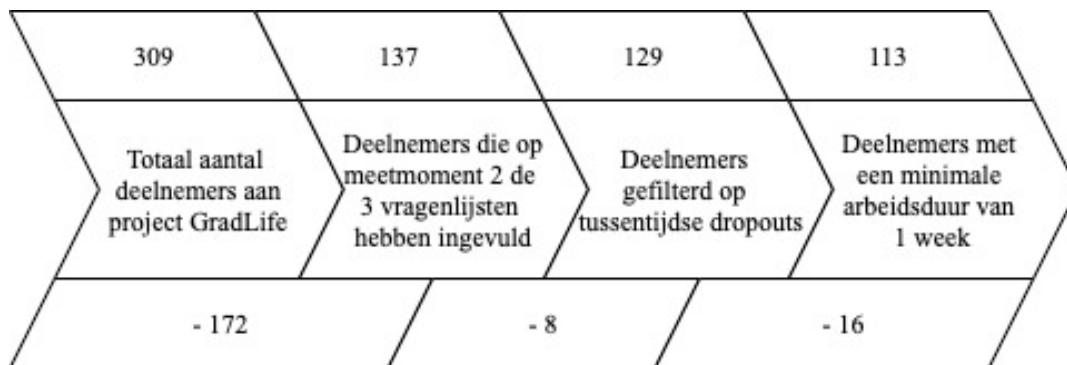 309
137
129
113
Totaal aantal
deelnemers aan
project GradLife
Deelnemers die op
meetmoment 2 de
3 vragenlijsten
hebben ingevuld
Deelnemers
gefilterd op
tussentijdse dropouts
Deelnemers met
een minimale
arbeidsduur van
1 week
- 172
- 8
- 16